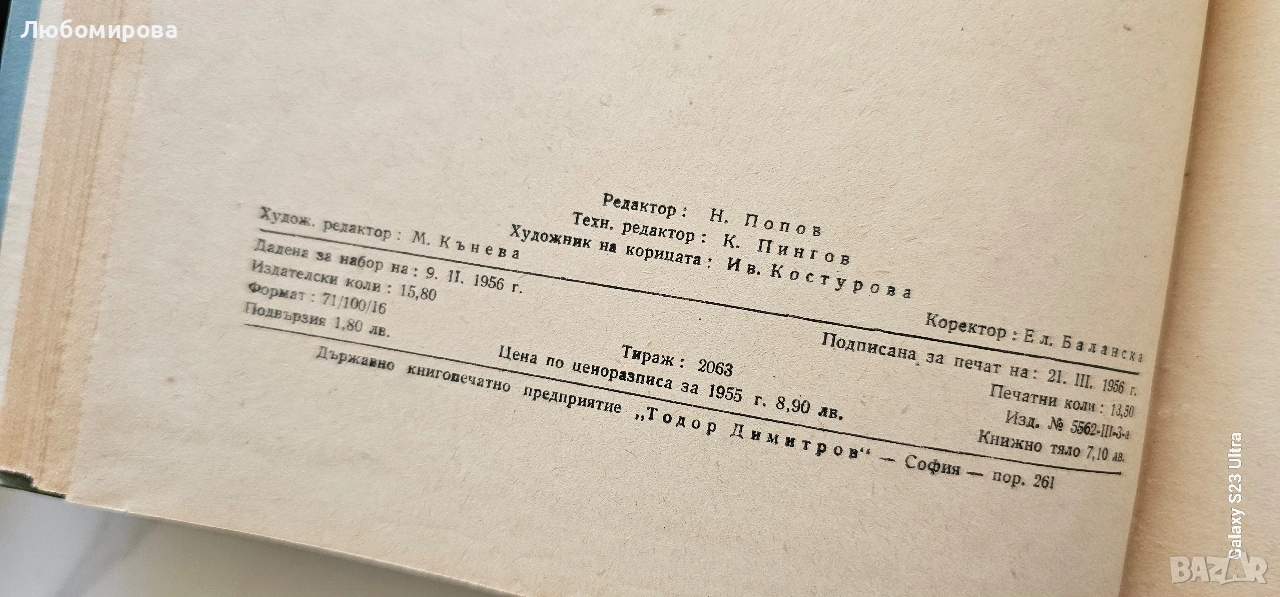 Любомирова
Редактор: Н. Попов
Техн. редактор: К. Пингов
Художник на корицата: Ив. Костурова
Худож. редактор: М. Кънева
Коректор: Ел. Баланска
Дадена за набор на: 9. II. 1956 г.
Подписана за печат на: 21. III. 1956 г.
Издателски коли: 15,80
Печатни коли: 13,50
Формат: 71/100/16
Тираж: 2063
Изд. № 5562-III-3-а
Подвързия 1,80 лв.
Цена по ценоразписа за 1955 г. 8,90 лв.
Книжно тяло 7,10 лв.
Държавно книгопечатно предприятие „Тодор Димитров“ — София — пор. 261
Galaxy S23 Ultra
BAZAR